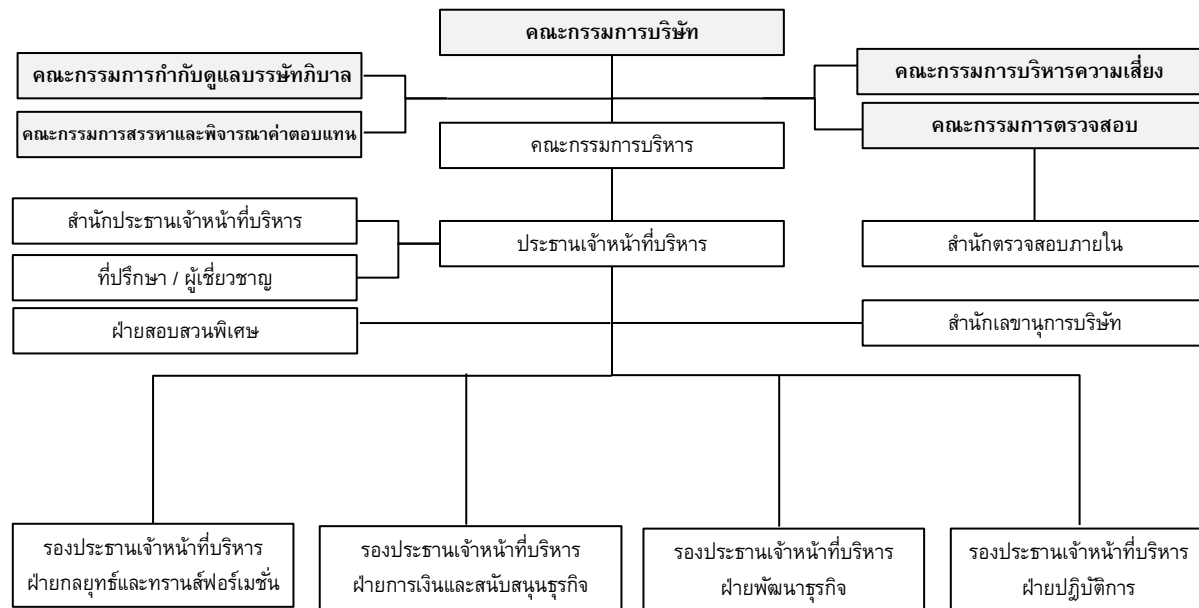 คณะกรรมการบริษัท
คณะกรรมการกำกับดูแลบรรษัทภิบาล
คณะกรรมการบริหารความเสี่ยง
คณะกรรมการสรรหาและพิจารณาค่าตอบแทน
คณะกรรมการตรวจสอบ
คณะกรรมการบริหาร
สำนักประธานเจ้าหน้าที่บริหาร
ประธานเจ้าหน้าที่บริหาร
สำนักตรวจสอบภายใน
ที่ปรึกษา / ผู้เชี่ยวชาญ
ฝ่ายสอบสวนพิเศษ
สำนักเลขานุการบริษัท
รองประธานเจ้าหน้าที่บริหาร
ฝ่ายกลยุทธ์และทรานส์ฟอร์เมชั่น
รองประธานเจ้าหน้าที่บริหาร
ฝ่ายการเงินและสนับสนุนธุรกิจ
รองประธานเจ้าหน้าที่บริหาร
ฝ่ายพัฒนาธุรกิจ
รองประธานเจ้าหน้าที่บริหาร
ฝ่ายปฎิบัติการ